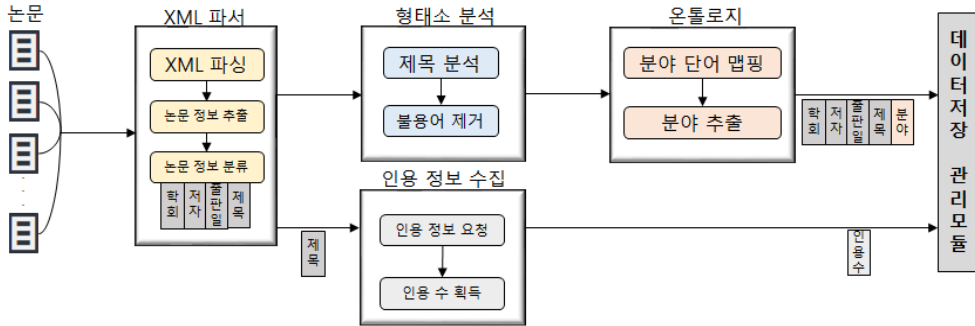 논문
XML 파서
XML 파싱
논문 정보 추출
논문 정보 분류
학회
저자
출판일
제목
형태소 분석
제목 분석
불용어 제거
온톨로지
분야 단어 맵핑
분야 추출
학회
저자
출판일
제목
분야
제목
인용 정보 수집
인용 정보 요청
인용 수 획득
인용수
데이터저장 관리모듈